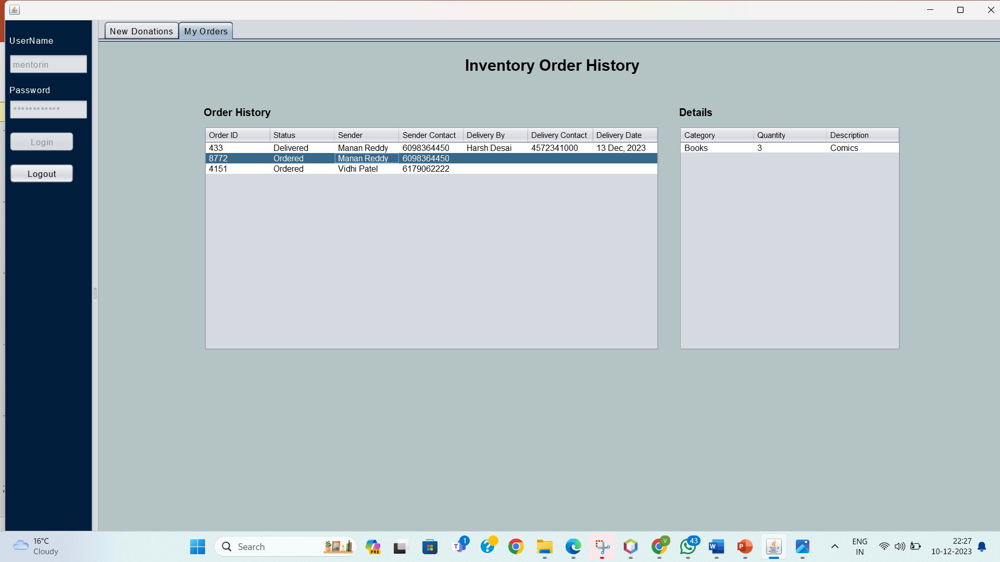 New Donations My Orders
UserName
mentorin
Password
************
Login
Logout
Inventory Order History
Order History
Order ID Status Sender Sender Contact Delivery By Delivery Contact Delivery Date
433 Delivered Manan Reddy 6098364450 Harsh Desai 4572341000 13 Dec, 2023
8772 Ordered Manan Reddy 6098364450
4151 Ordered Vidhi Patel 6179062222
Details
Category Quantity Description
Books 3 Comics
16°C
Cloudy
Search
PRE
T
1
?
V
43
W
P
ENG
IN
22:27
10-12-2023